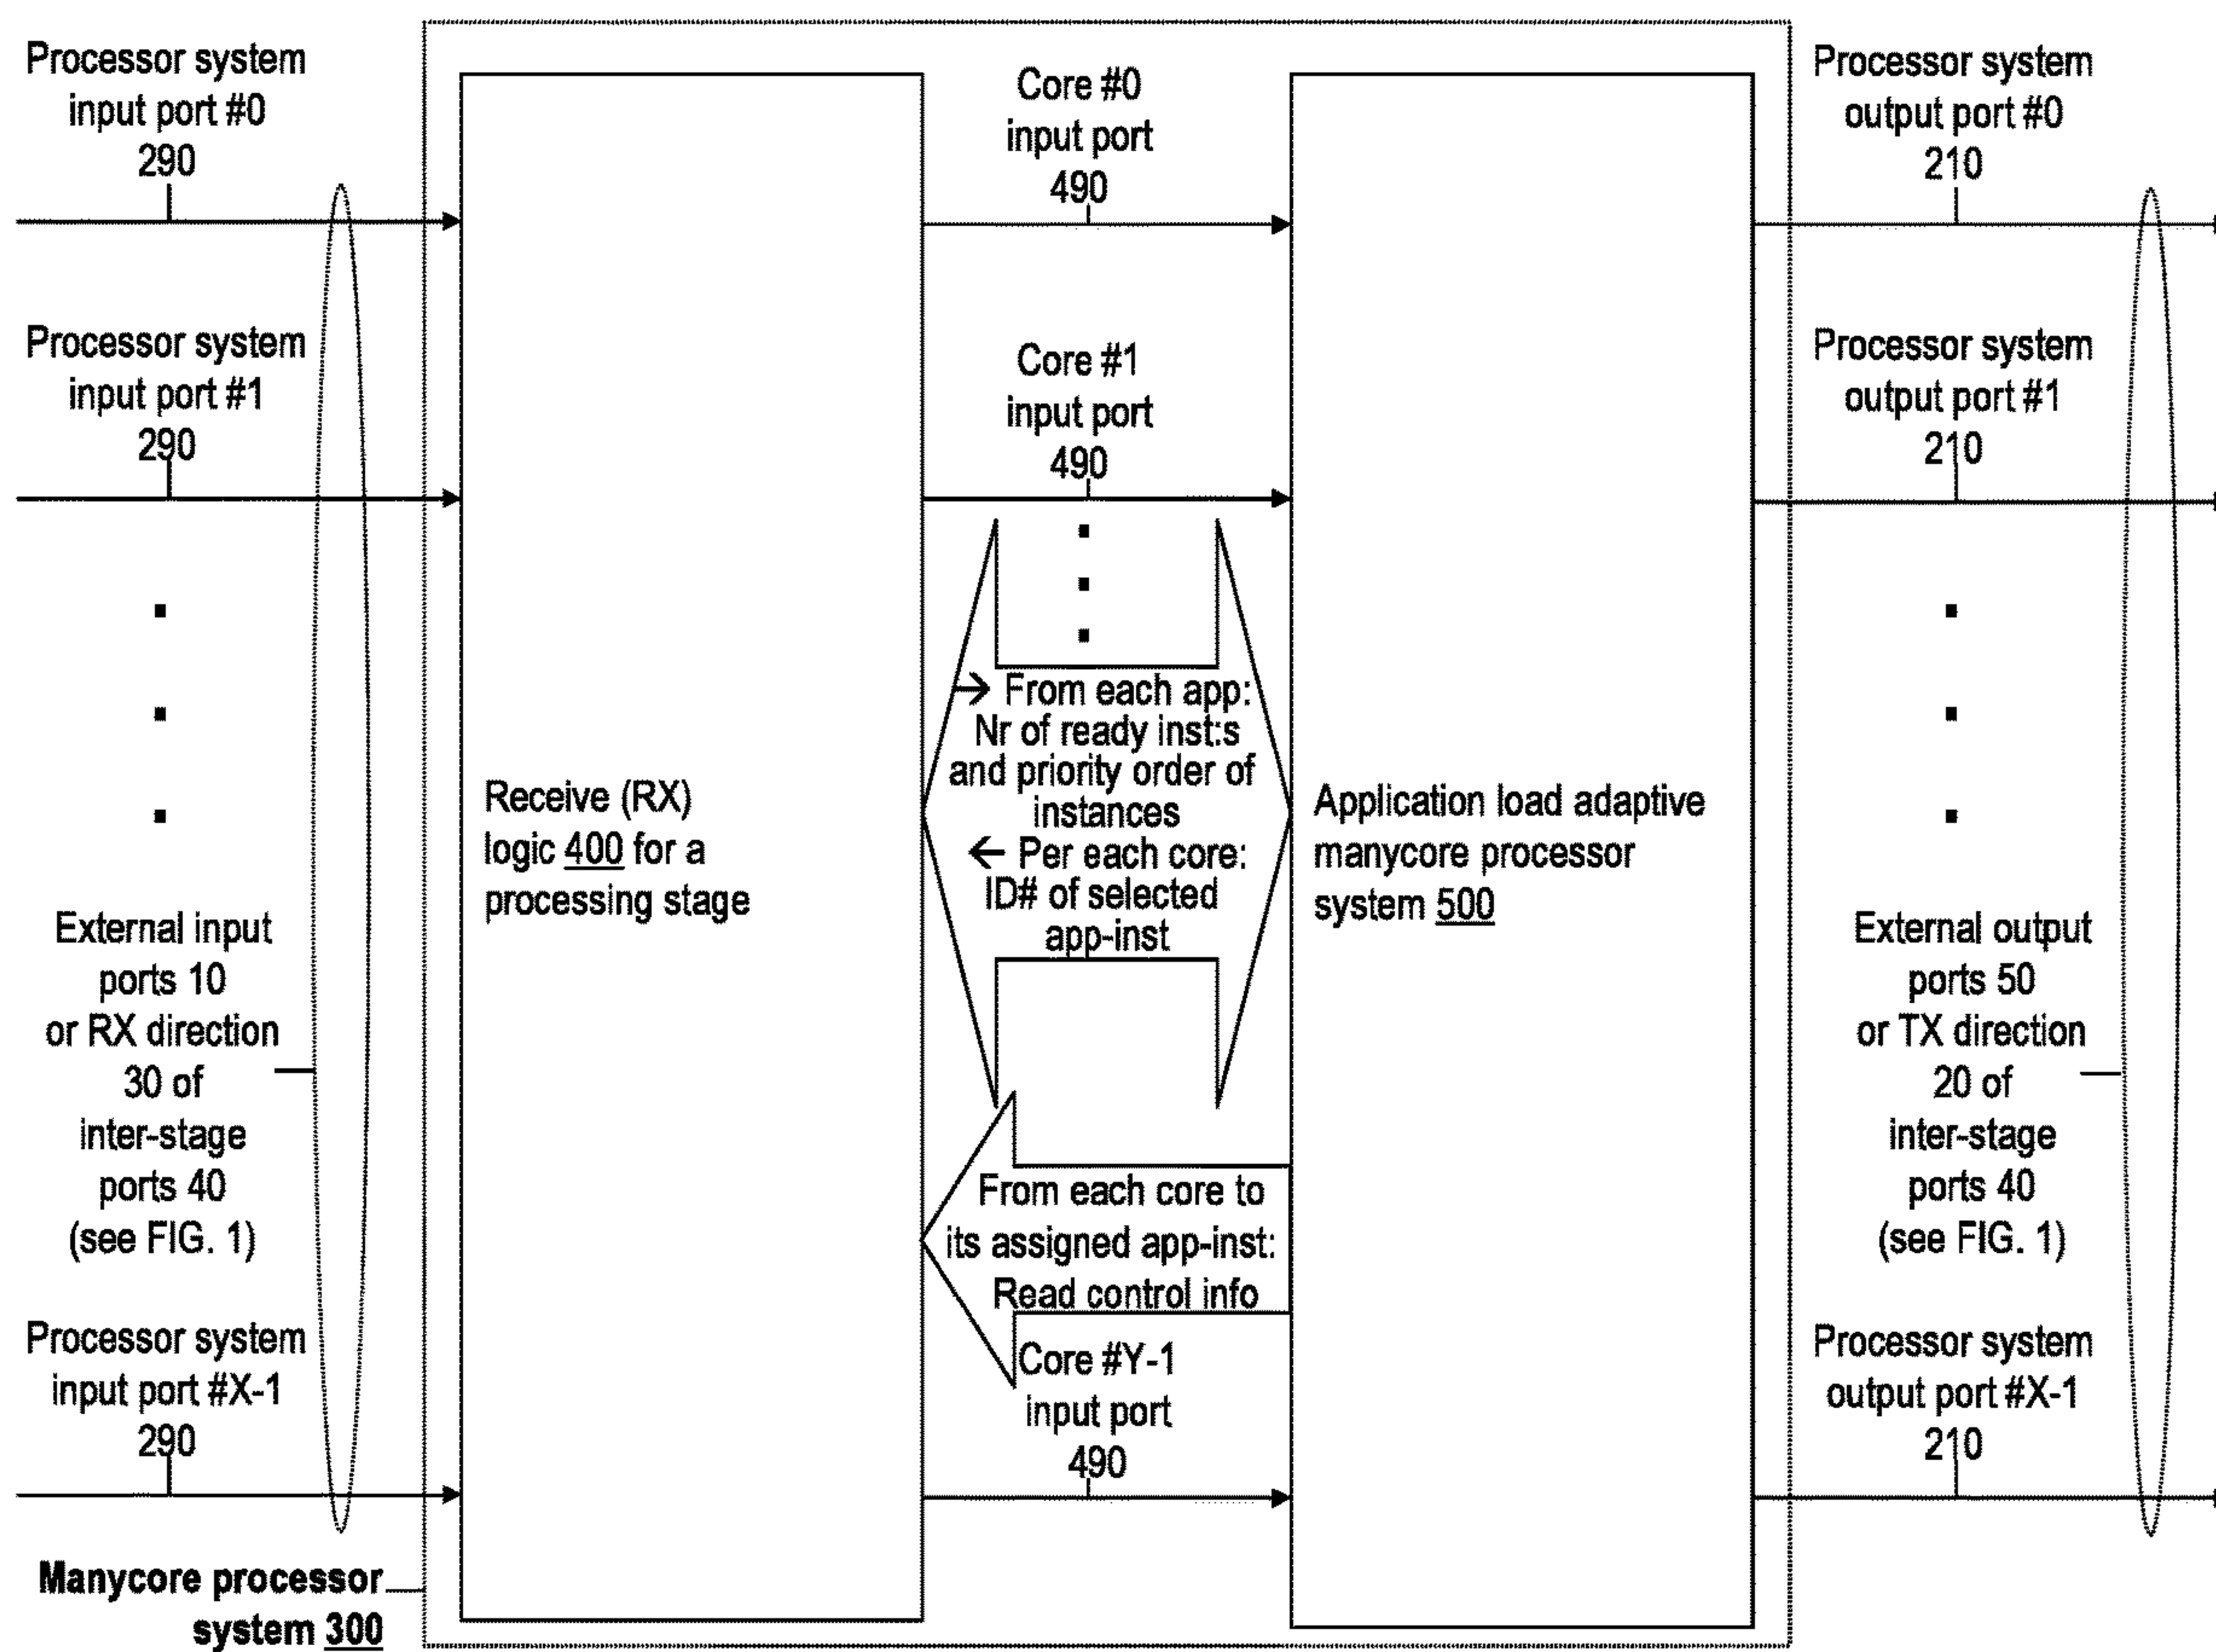 Processor system
input port #0
290
Processor system
input port #1
290
External input
ports 10
or RX direction
30 of
inter-stage
ports 40
(see FIG. 1)
Processor system
input port #X-1
290
Manycore processor
system 300
Receive (RX)
logic 400 for a
processing stage
Core #0
input port
490
Core #1
input port
490
→ From each app:
Nr of ready inst:s
and priority order of
instances
← Per each core:
ID# of selected
app-inst
From each core to
its assigned app-inst:
Read control info
Core #Y-1
input port
490
Application load adaptive
manycore processor
system 500
Processor system
output port #0
210
Processor system
output port #1
210
External output
ports 50
or TX direction
20 of
inter-stage
ports 40
(see FIG. 1)
Processor system
output port #X-1
210